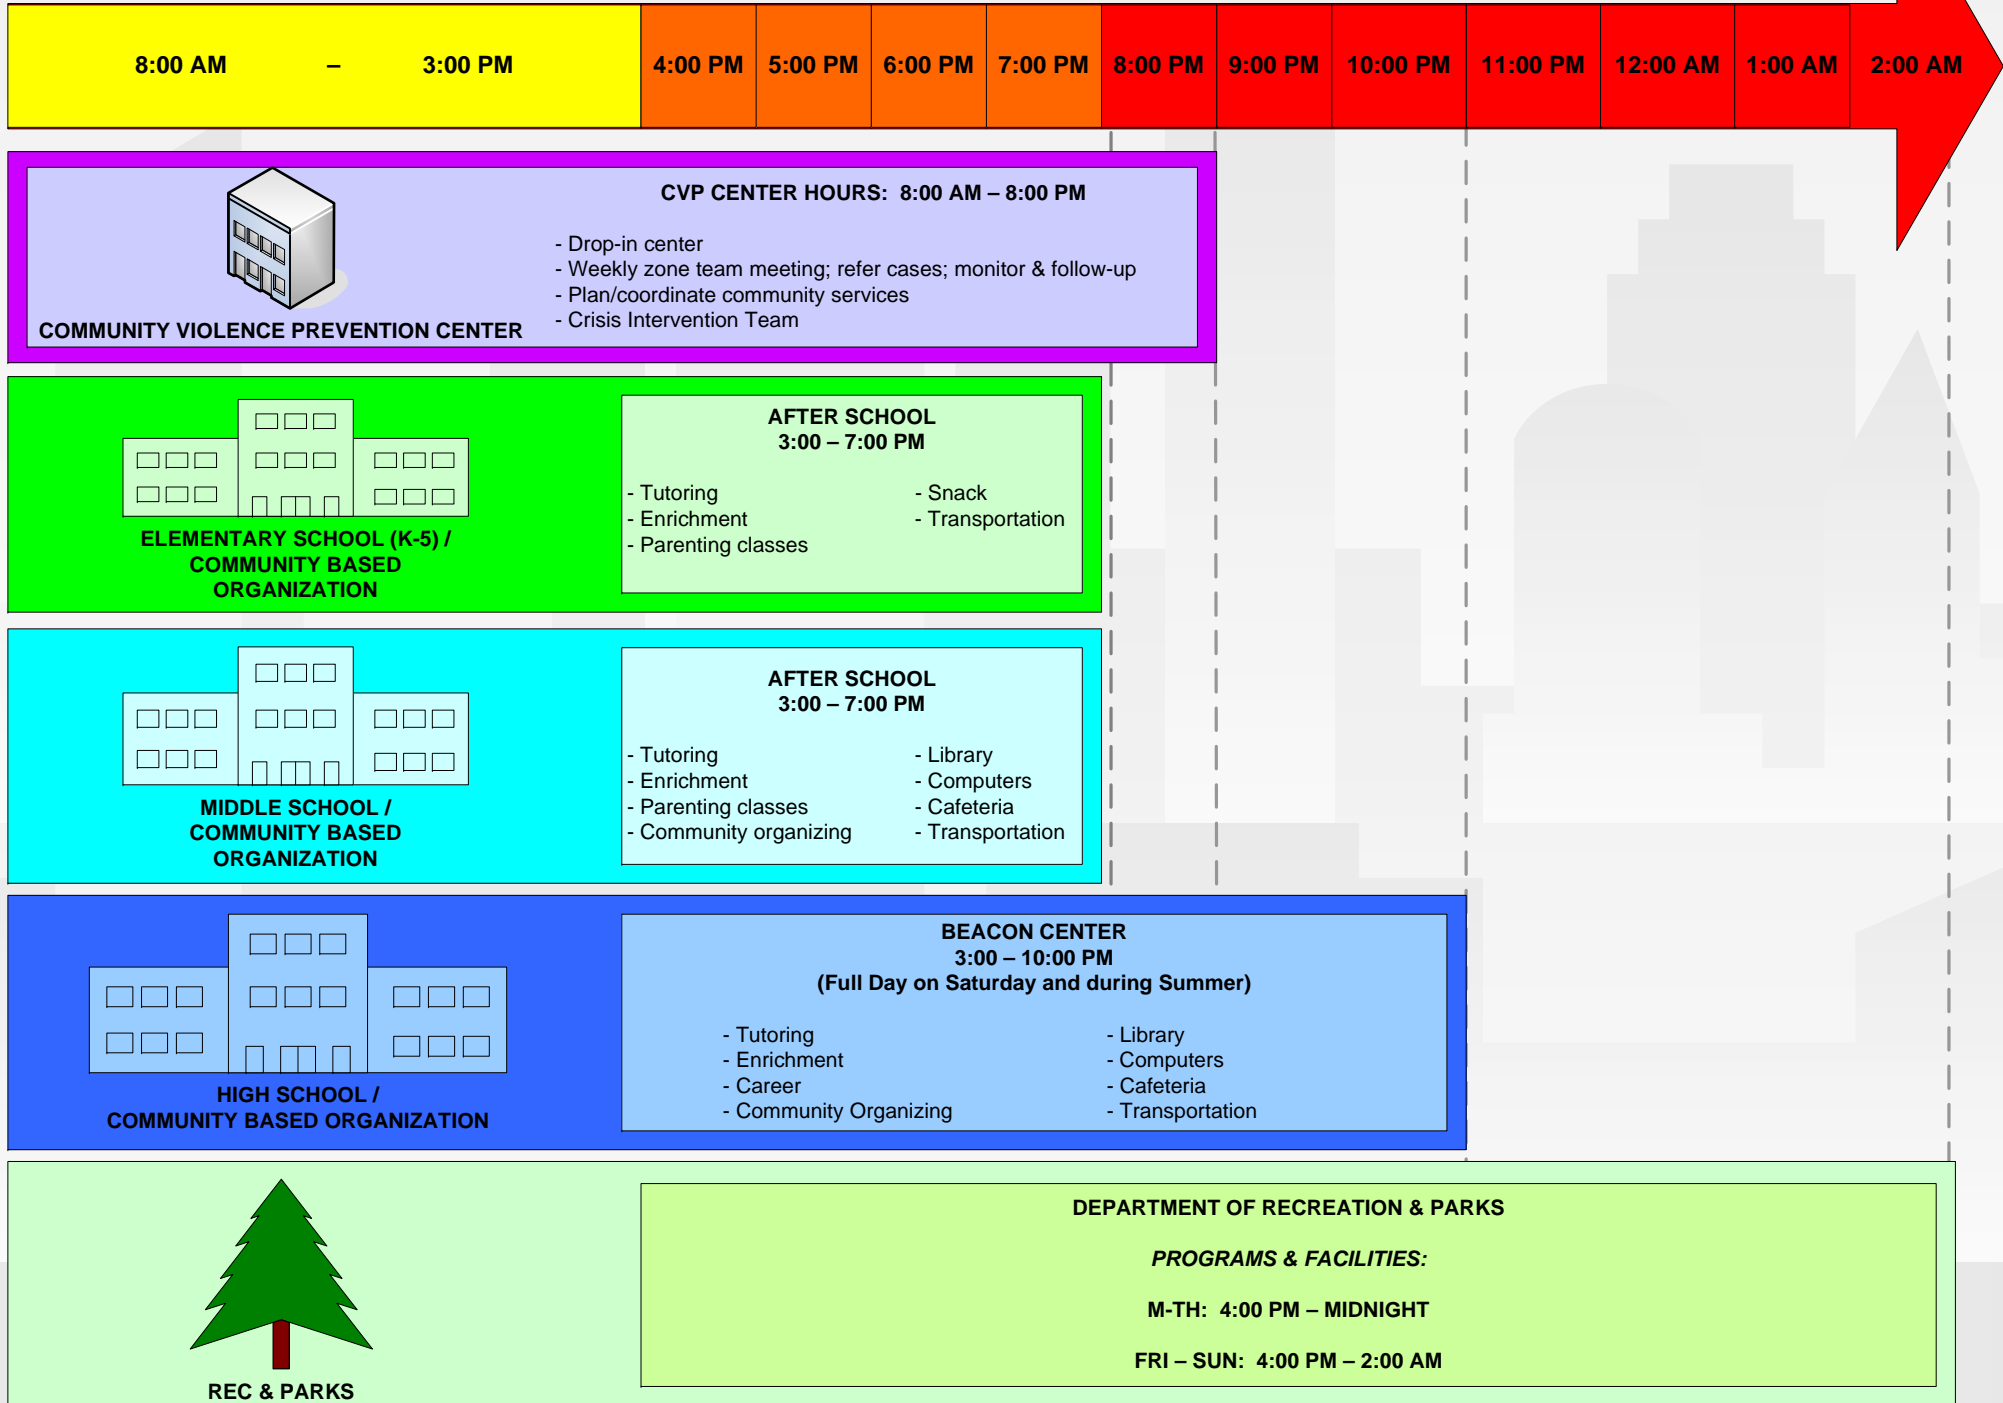 8:00 AM – 3:00 PM 4:00 PM 5:00 PM 6:00 PM 7:00 PM 8:00 PM 9:00 PM 10:00 PM 11:00 PM 12:00 AM 1:00 AM 2:00 AM
CVP CENTER HOURS: 8:00 AM – 8:00 PM
- Drop-in center
- Weekly zone team meeting; refer cases; monitor & follow-up
- Plan/coordinate community services
- Crisis Intervention Team
COMMUNITY VIOLENCE PREVENTION CENTER
ELEMENTARY SCHOOL (K-5) /
COMMUNITY BASED
ORGANIZATION
AFTER SCHOOL
3:00 – 7:00 PM
- Tutoring
- Enrichment
- Parenting classes
- Snack
- Transportation
MIDDLE SCHOOL /
COMMUNITY BASED
ORGANIZATION
AFTER SCHOOL
3:00 – 7:00 PM
- Tutoring
- Enrichment
- Parenting classes
- Community organizing
- Library
- Computers
- Cafeteria
- Transportation
HIGH SCHOOL /
COMMUNITY BASED ORGANIZATION
BEACON CENTER
3:00 – 10:00 PM
(Full Day on Saturday and during Summer)
- Tutoring
- Enrichment
- Career
- Community Organizing
- Library
- Computers
- Cafeteria
- Transportation
REC & PARKS
DEPARTMENT OF RECREATION & PARKS
PROGRAMS & FACILITIES:
M-TH: 4:00 PM – MIDNIGHT
FRI – SUN: 4:00 PM – 2:00 AM